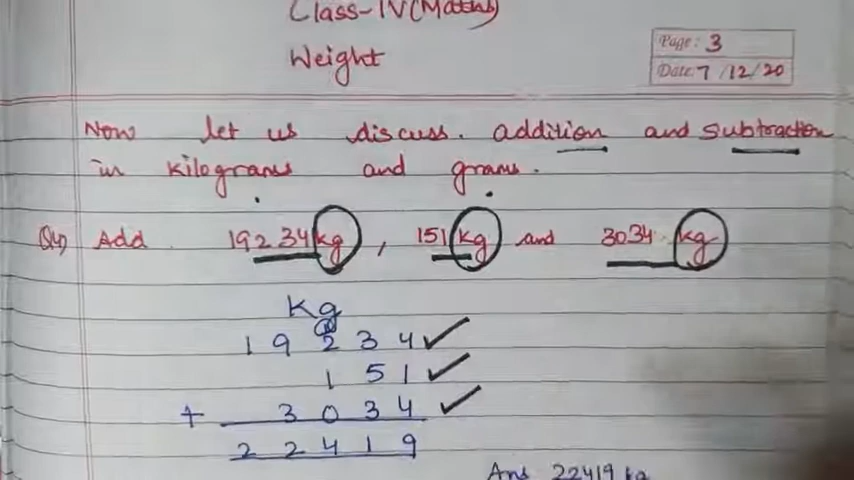 Class-IV (Maths)
Weight
Page: 3
Date: 7/12/20
Now let us discuss. addition and subtraction
in kilograms and grams.
Q4) Add 19234 kg, 151 kg and 3034 kg
Kg
1
1 9 2 3 4 ✓
1 5 1 ✓
+ 3 0 3 4 ✓
2 2 4 1 9
Ans 22419 kg